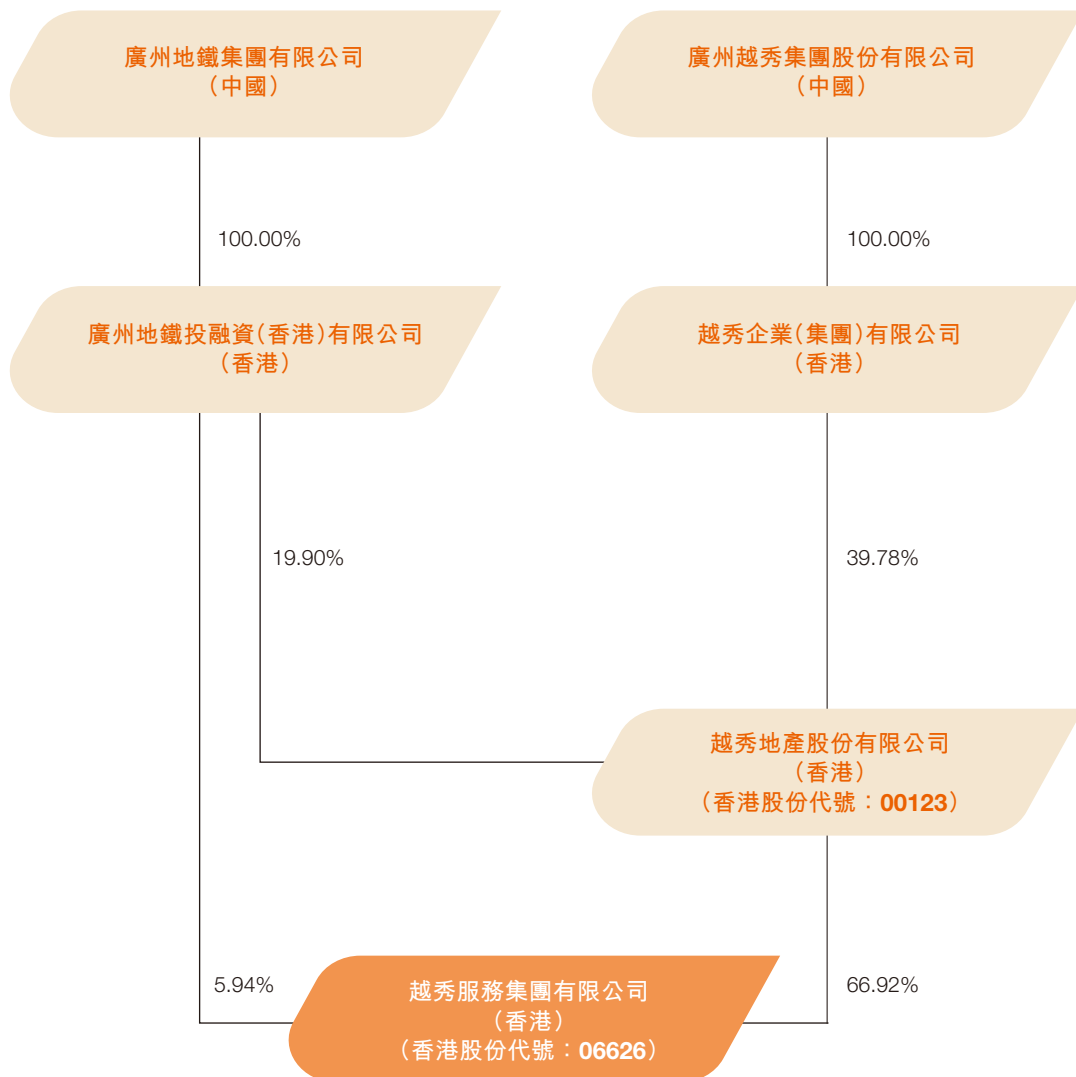 廣州地鐵集團有限公司
（中國）
廣州越秀集團股份有限公司
（中國）
100.00%
100.00%
廣州地鐵投融資（香港）有限公司
（香港）
越秀企業（集團）有限公司
（香港）
19.90%
39.78%
越秀地產股份有限公司
（香港）
（香港股份代號：00123）
5.94%
越秀服務集團有限公司
（香港）
（香港股份代號：06626）
66.92%